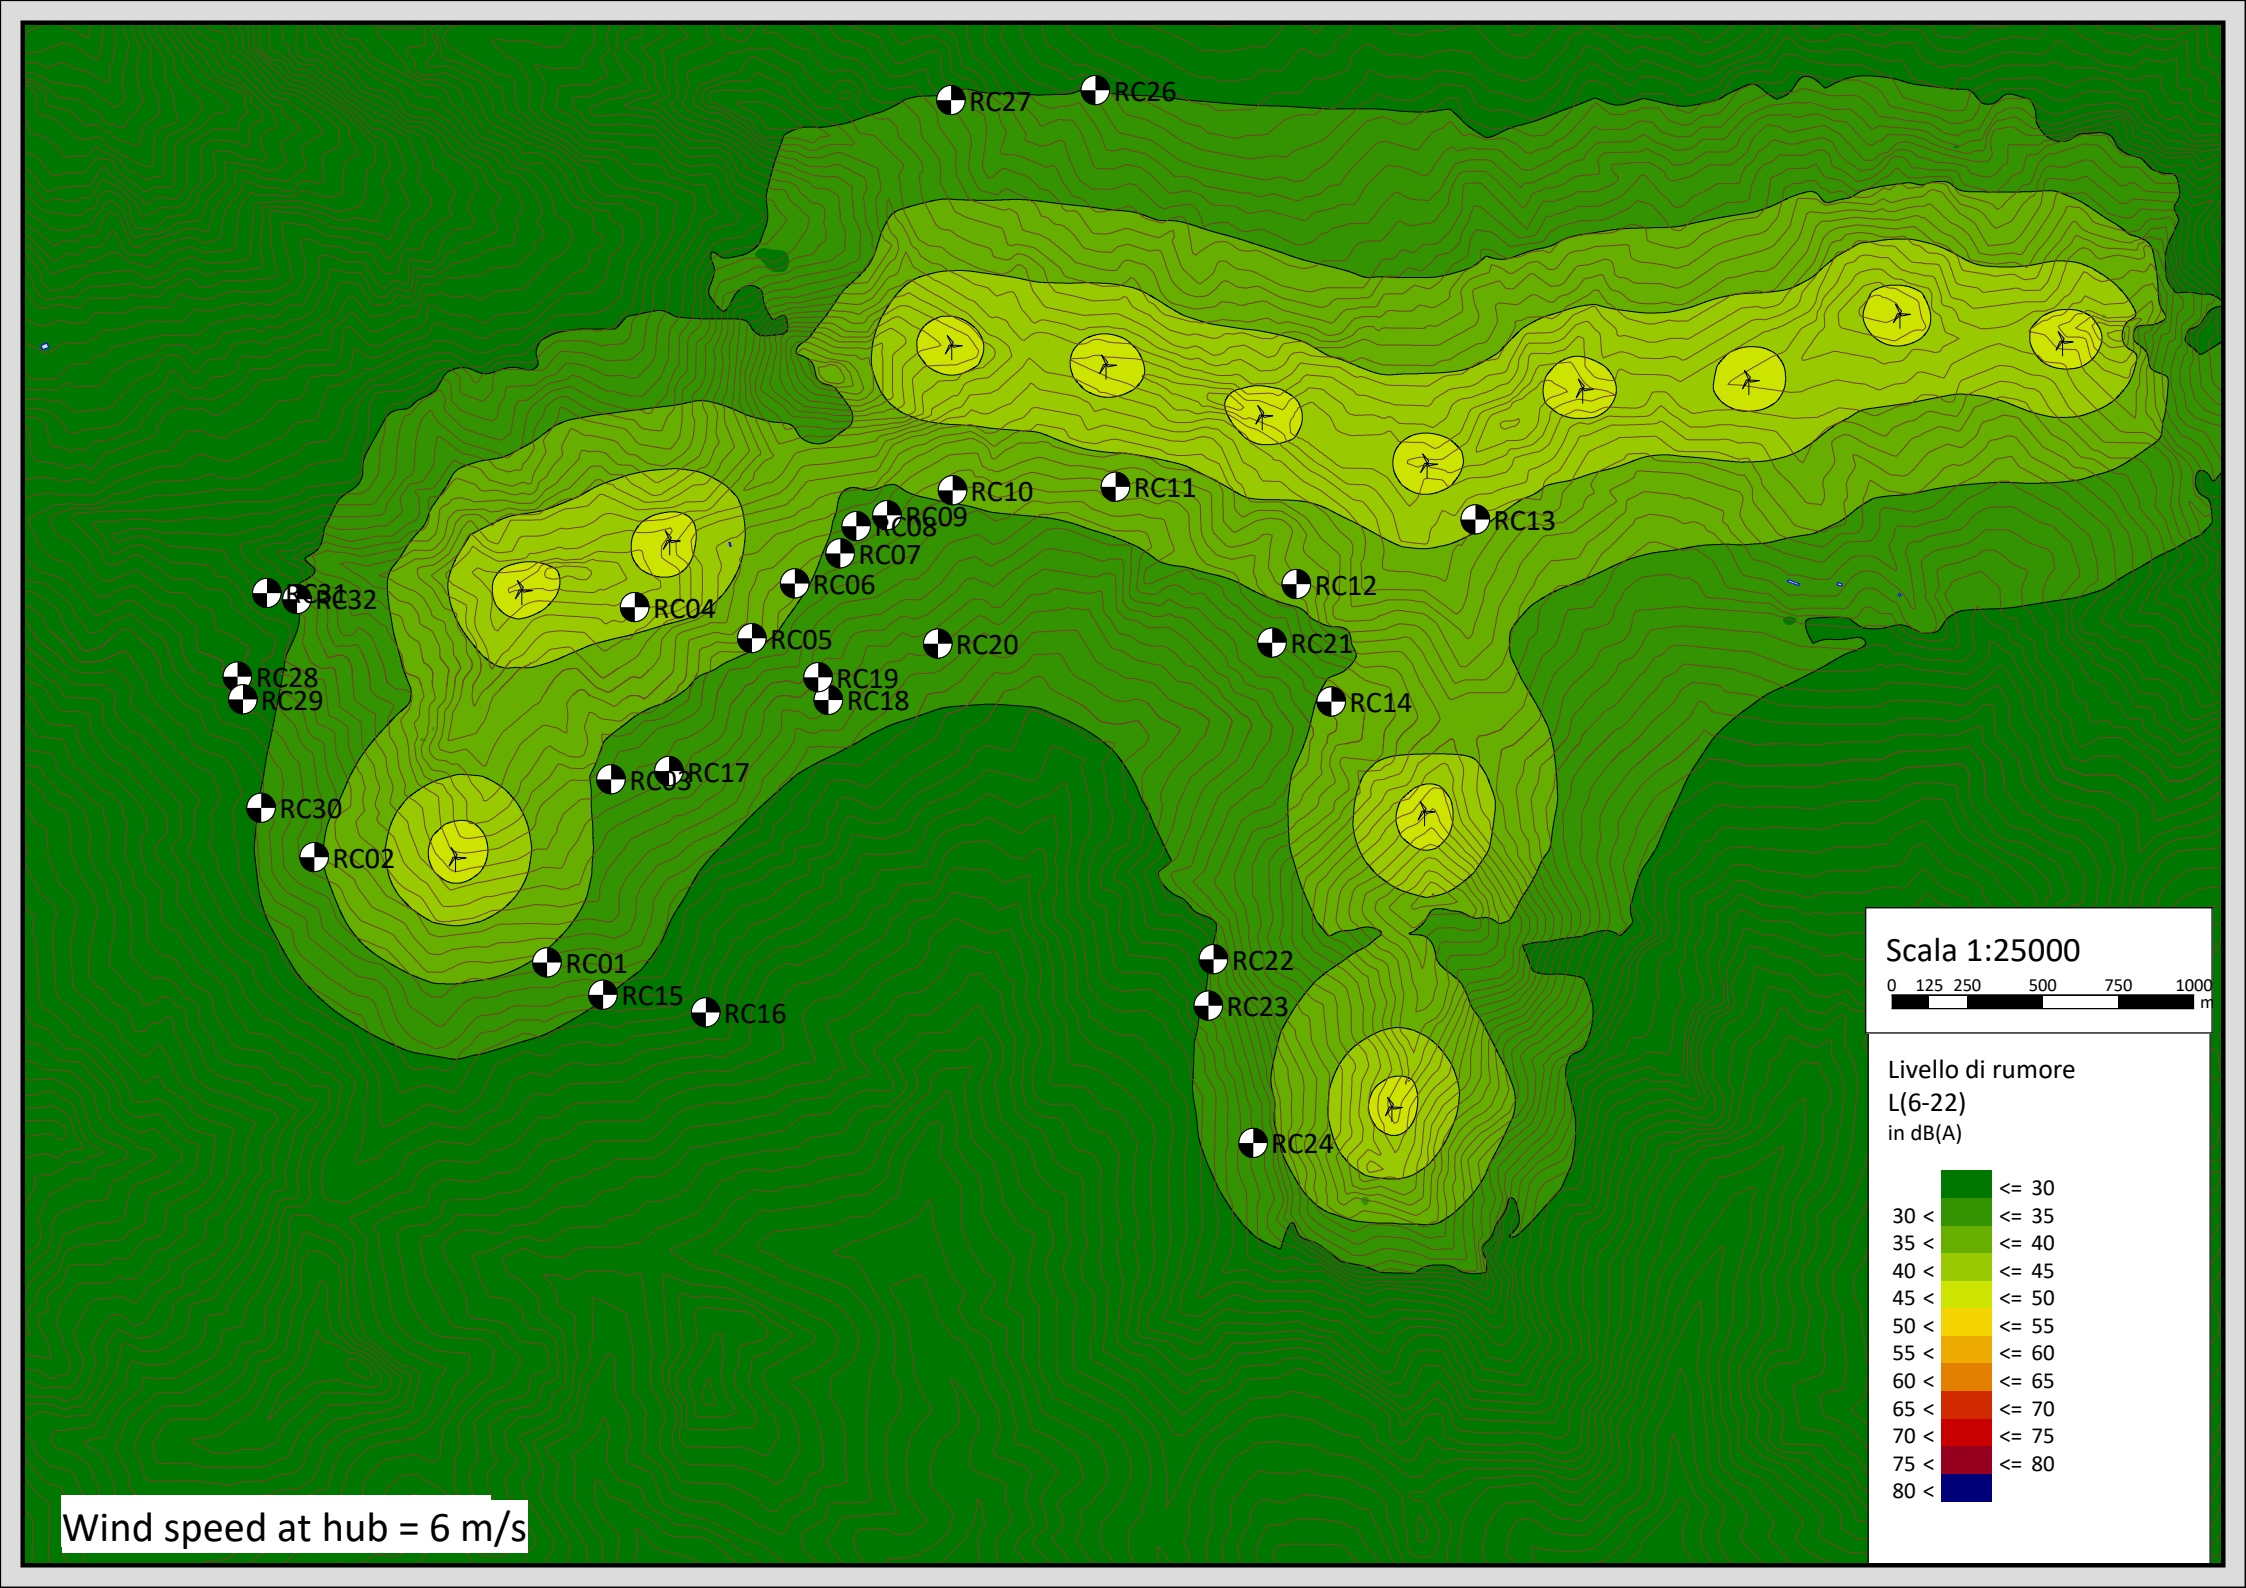 RC27
RC26
RC10
RC11
RC09
RC08
RC13
RC07
RC06
RC12
RC31
RC32
RC04
RC05
RC20
RC21
RC28
RC19
RC29
RC18
RC14
RC03
RC17
RC30
RC02
RC01
RC22
RC15
RC23
RC16
RC24
Scala 1:25000
0 125 250 500 750 1000
m
Livello di rumore
L(6-22)
in dB(A)
<= 30
30 < <= 35
35 < <= 40
40 < <= 45
45 < <= 50
50 < <= 55
55 < <= 60
60 < <= 65
65 < <= 70
70 < <= 75
75 < <= 80
80 <
Wind speed at hub = 6 m/s